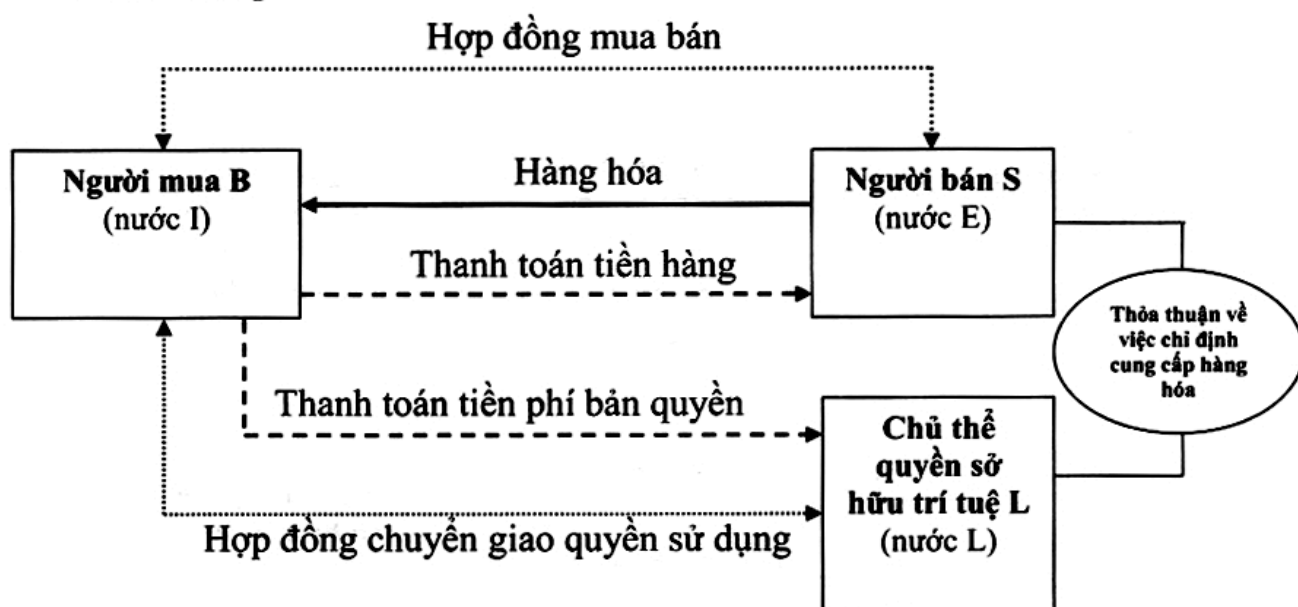 Hợp đồng mua bán
Người mua B
(nước I)
Hàng hóa
Người bán S
(nước E)
Thanh toán tiền hàng
Thỏa thuận về
việc chỉ định
cung cấp hàng
hóa
Thanh toán tiền phí bản quyền
Chủ thể
quyền sở
hữu trí tuệ L
(nước L)
Hợp đồng chuyển giao quyền sử dụng